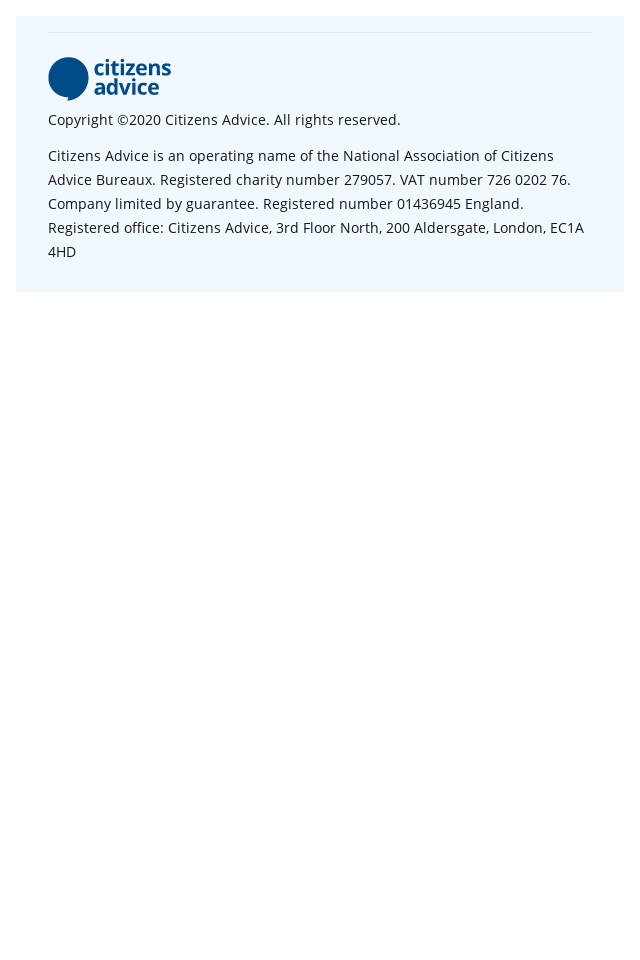 citizens
advice
Copyright ©2020 Citizens Advice. All rights reserved.
Citizens Advice is an operating name of the National Association of Citizens
Advice Bureaux. Registered charity number 279057. VAT number 726 0202 76.
Company limited by guarantee. Registered number 01436945 England.
Registered office: Citizens Advice, 3rd Floor North, 200 Aldersgate, London, EC1A
4HD